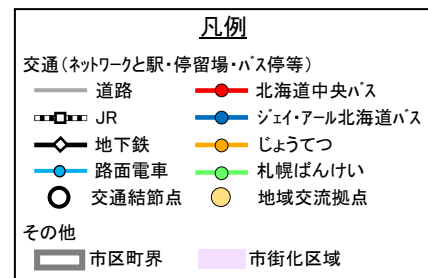 凡例
交通(ネットワークと駅・停留場・バス停等)
道路 北海道中央バス
JR ジェイ・アール北海道バス
地下鉄 じょうてつ
路面電車 札幌ばんけい
交通結節点 地域交流拠点
その他
市区町界 市街化区域